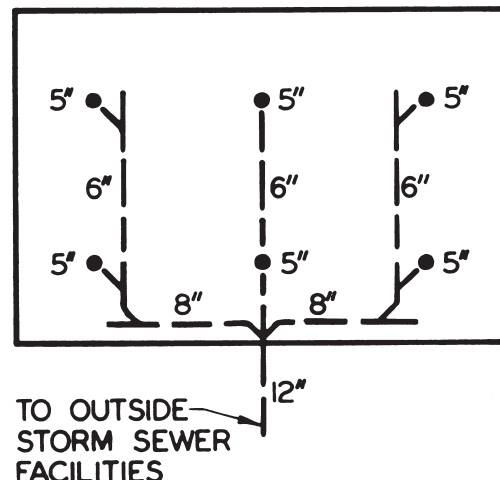 5" 5" 5"
6" 6" 6"
5" 5" 5"
8" 8"
12"
TO OUTSIDE
STORM SEWER
FACILITIES